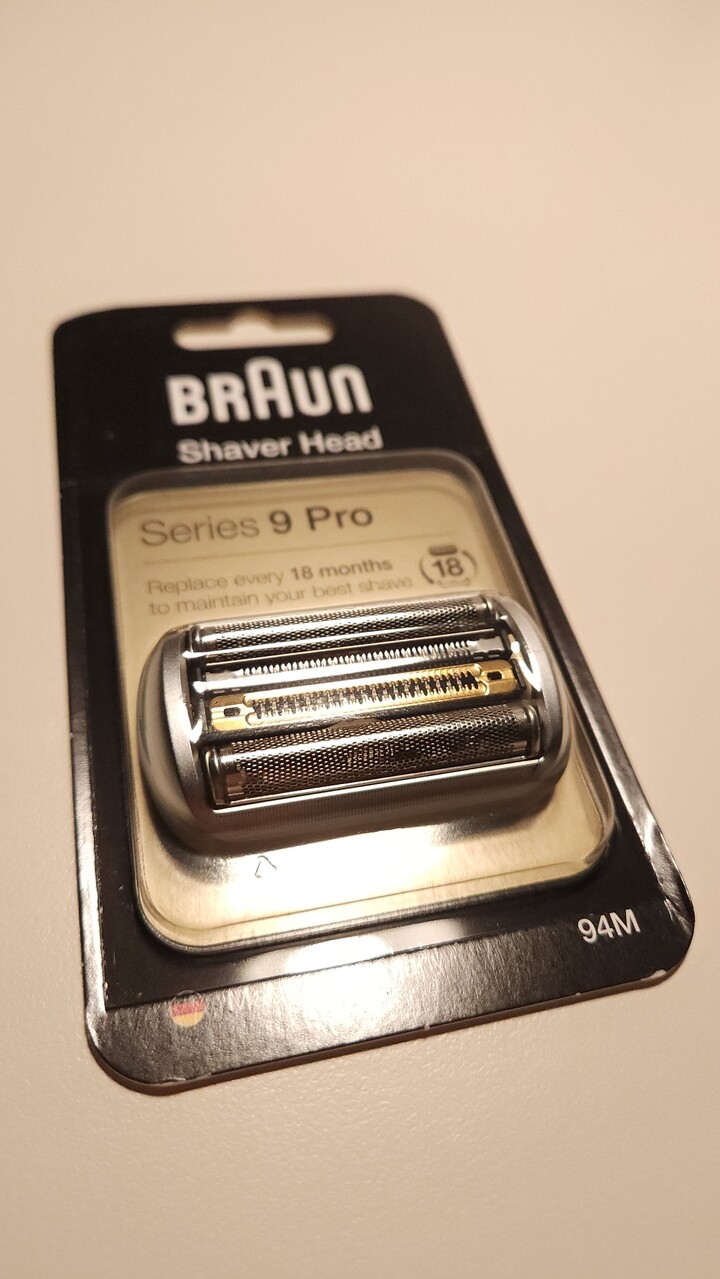 BRAUN
Shaver Head
Series 9 Pro
Replace every 18 months
to maintain your best shave
18
94M